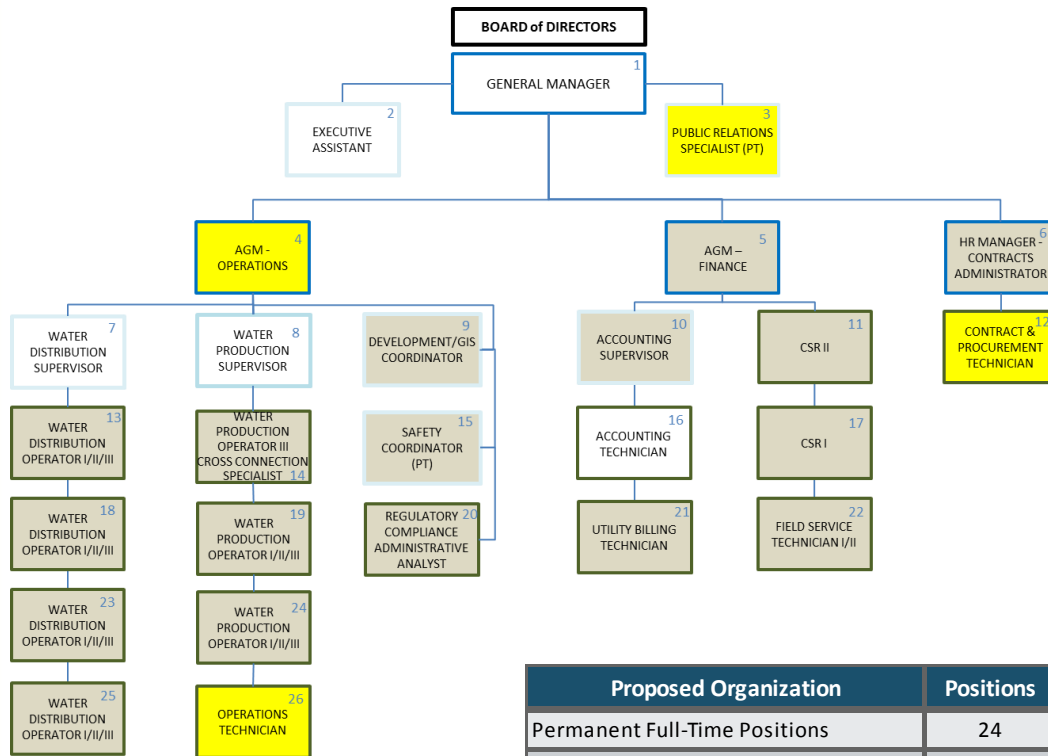 BOARD of DIRECTORS
1
GENERAL MANAGER
2
EXECUTIVE
ASSISTANT
3
PUBLIC RELATIONS
SPECIALIST (PT)
4
AGM -
OPERATIONS
5
AGM –
FINANCE
6
HR MANAGER -
CONTRACTS
ADMINISTRATOR
7
WATER
DISTRIBUTION
SUPERVISOR
8
WATER
PRODUCTION
SUPERVISOR
9
DEVELOPMENT/GIS
COORDINATOR
10
ACCOUNTING
SUPERVISOR
11
CSR II
12
CONTRACT &
PROCUREMENT
TECHNICIAN
13
WATER
DISTRIBUTION
OPERATOR I/II/III
WATER
PRODUCTION
OPERATOR III
CROSS CONNECTION
SPECIALIST 14
15
SAFETY
COORDINATOR
(PT)
16
ACCOUNTING
TECHNICIAN
17
CSR I
18
WATER
DISTRIBUTION
OPERATOR I/II/III
19
WATER
PRODUCTION
OPERATOR I/II/III
20
REGULATORY
COMPLIANCE
ADMINISTRATIVE
ANALYST
21
UTILITY BILLING
TECHNICIAN
22
FIELD SERVICE
TECHNICIAN I/II
23
WATER
DISTRIBUTION
OPERATOR I/II/III
24
WATER
PRODUCTION
OPERATOR I/II/III
25
WATER
DISTRIBUTION
OPERATOR I/II/III
26
OPERATIONS
TECHNICIAN
Proposed Organization Positions
Permanent Full-Time Positions 24